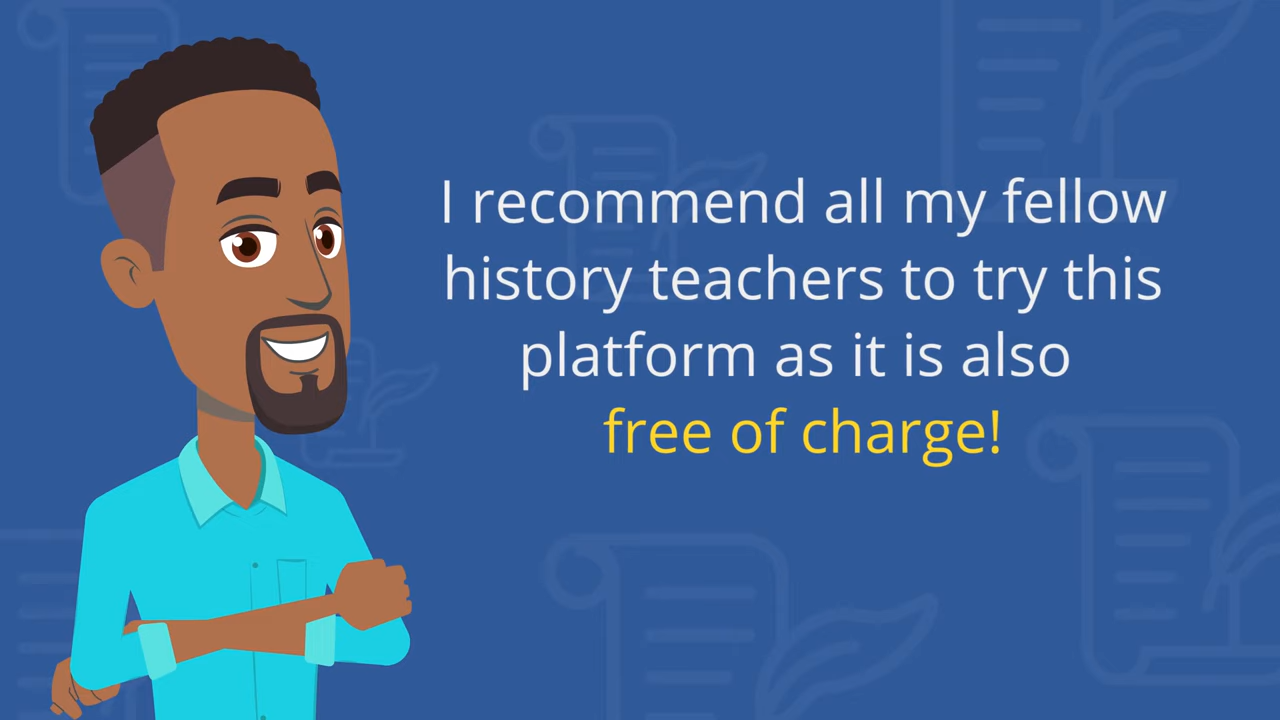 I recommend all my fellow
history teachers to try this
platform as it is also
free of charge!